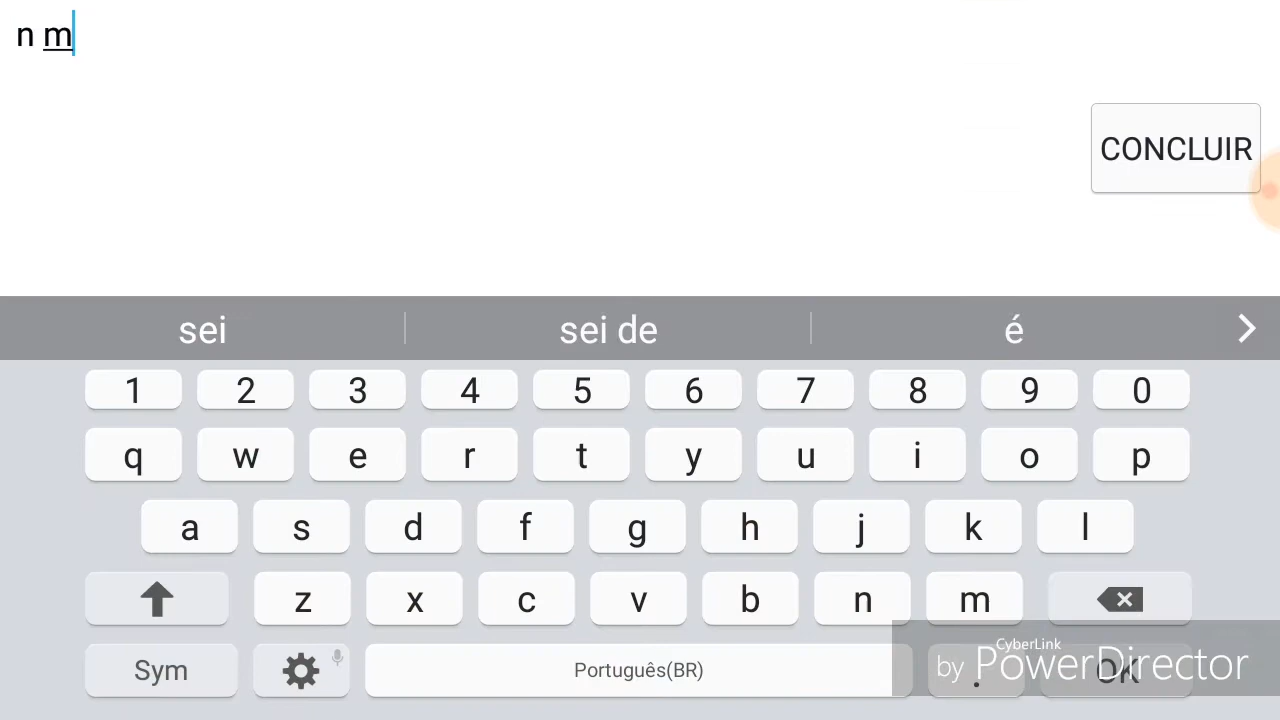 n m
CONCLUIR
sei sei de é
1 2 3 4 5 6 7 8 9 0
q w e r t y u i o p
a s d f g h j k l
z x c v b n m
Sym Português(BR) . OK
CyberLink
by PowerDirector